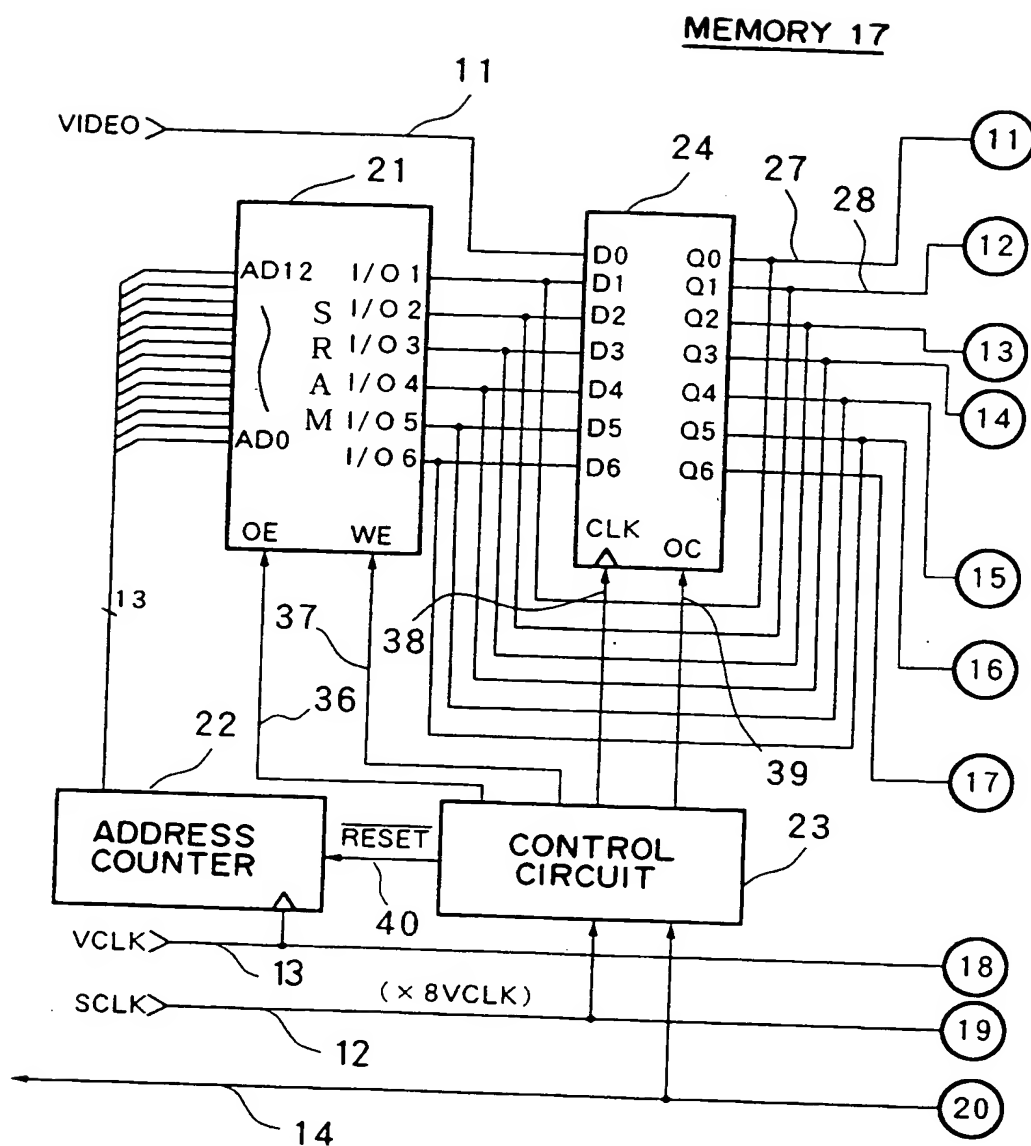 MEMORY 17
VIDEO
11
11
21
24
27
28
12
AD12
I/O 1
D0
Q0
D1
Q1
I/O 2
D2
Q2
13
I/O 3
D3
Q3
14
I/O 4
D4
Q4
I/O 5
D5
Q5
AD0
I/O 6
D6
Q6
SRAM
OE
WE
CLK
OC
15
13
37
38
16
36
22
39
17
ADDRESS
COUNTER
RESET
40
CONTROL
CIRCUIT
23
VCLK
13
18
SCLK
(×8VCLK)
12
19
14
20